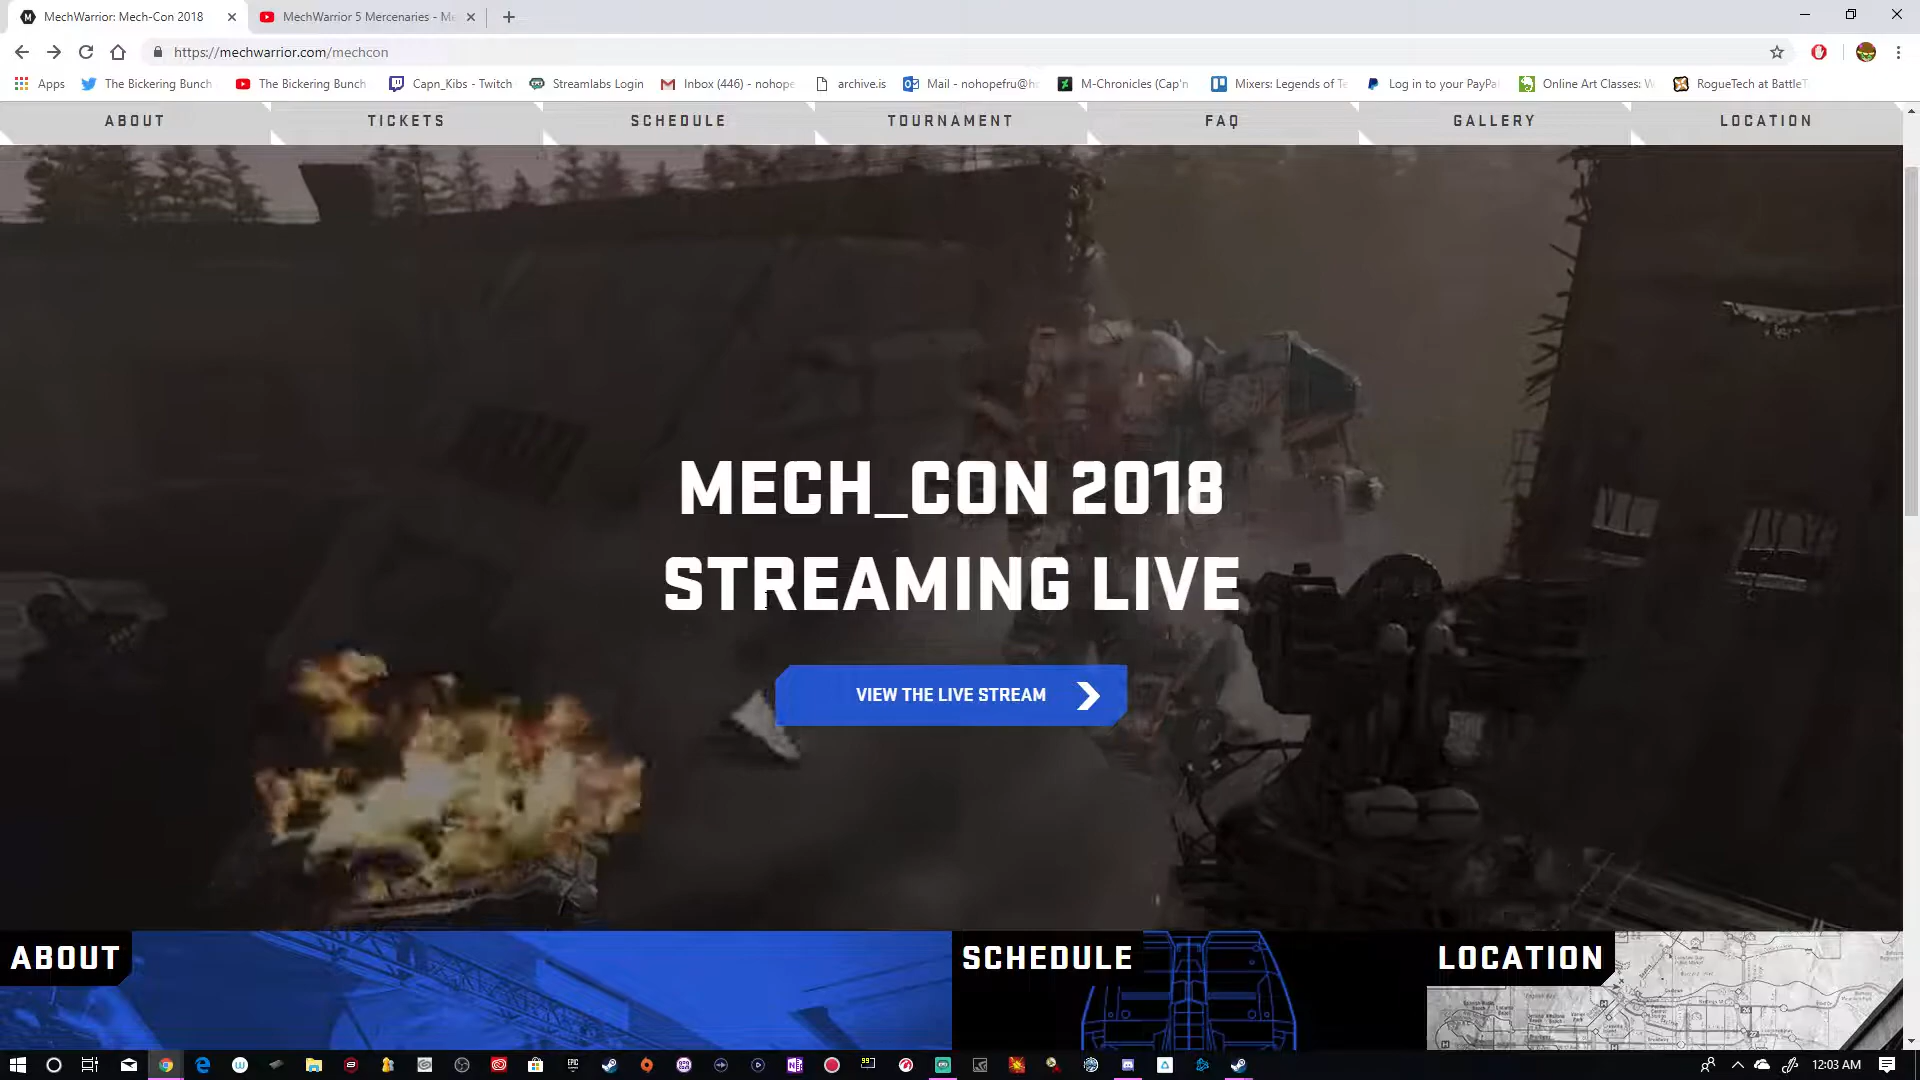 MechWarrior: Mech-Con 2018
MechWarrior 5 Mercenaries - Me
https://mechwarrior.com/mechcon
Apps
The Bickering Bunch
The Bickering Bunch
Capn_Kibs - Twitch
Streamlabs Login
Inbox (446) - nohope
archive.is
Mail - nohopefru@ho
M-Chronicles (Cap'n
Mixers: Legends of Te
Log in to your PayPa
Online Art Classes: W
RogueTech at BattleT
ABOUT
TICKETS
SCHEDULE
TOURNAMENT
FAQ
GALLERY
LOCATION
MECH_CON 2018
STREAMING LIVE
VIEW THE LIVE STREAM
ABOUT
SCHEDULE
LOCATION
12:03 AM